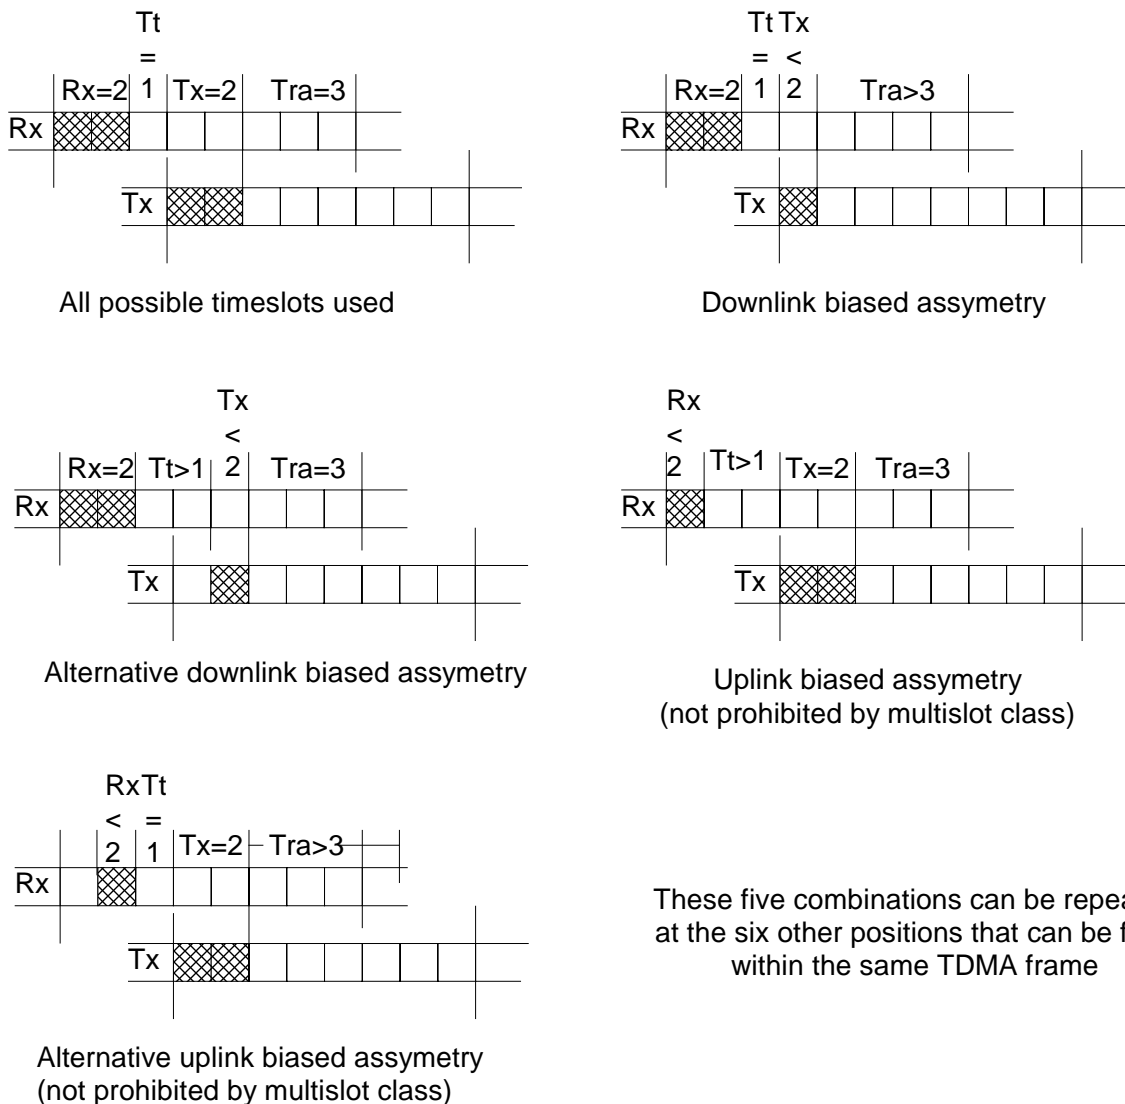 Tt
=
Rx=2 1 Tx=2 Tra=3
Rx
Tx
All possible timeslots used
Tt Tx
= <
Rx=2 1 2 Tra>3
Rx
Tx
Downlink biased assymetry
Tx
<
Rx=2 Tt>1 2 Tra=3
Rx
Tx
Alternative downlink biased assymetry
Rx
<
2 Tt>1 Tx=2 Tra=3
Rx
Tx
Uplink biased assymetry
(not prohibited by multislot class)
RxTt
< =
2 1 Tx=2 Tra>3
Rx
Tx
Alternative uplink biased assymetry
(not prohibited by multislot class)
These five combinations can be
at the six other positions that can be
within the same TDMA frame